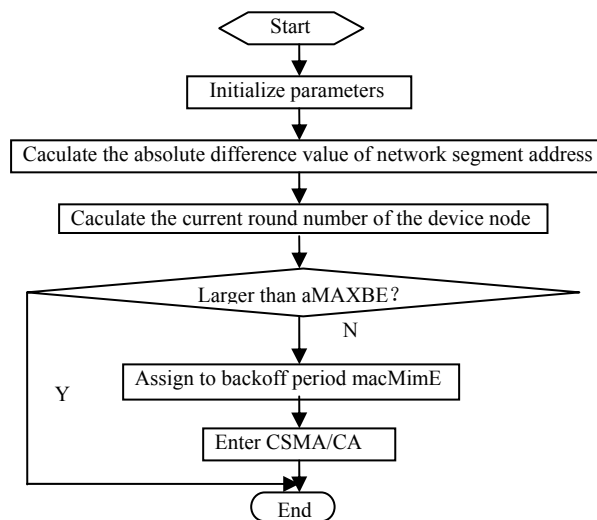 Start
Initialize parameters
Caculate the absolute difference value of network segment address
Caculate the current round number of the device node
Larger than aMAXBE？
N
Assign to backoff period macMimE
Y
Enter CSMA/CA
End